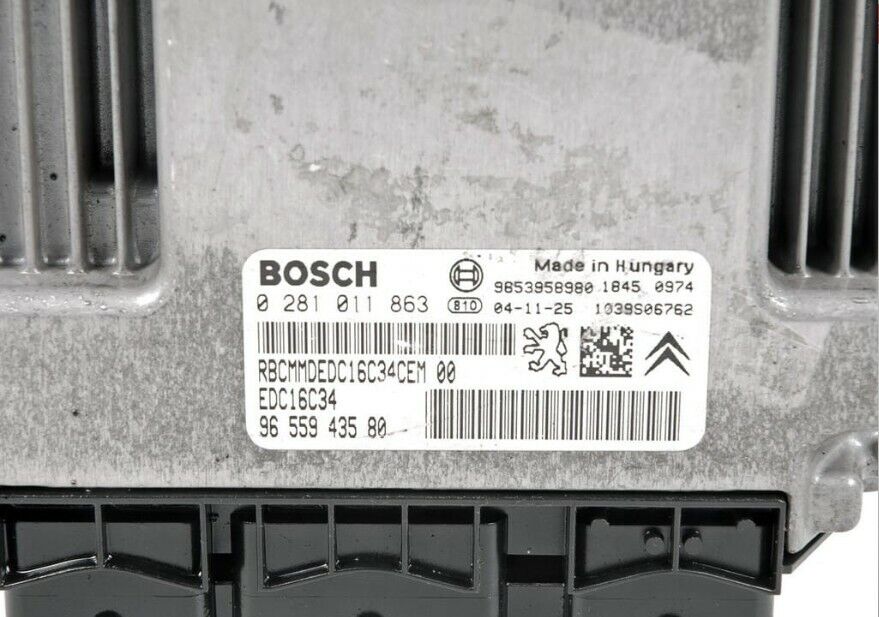 BOSCH
Made in Hungary
9653958980 1845 0974
0 281 011 863 810 04-11-25 1039S06762
RBCMMDEDC16C34CEM 00
EDC16C34
96 559 435 80